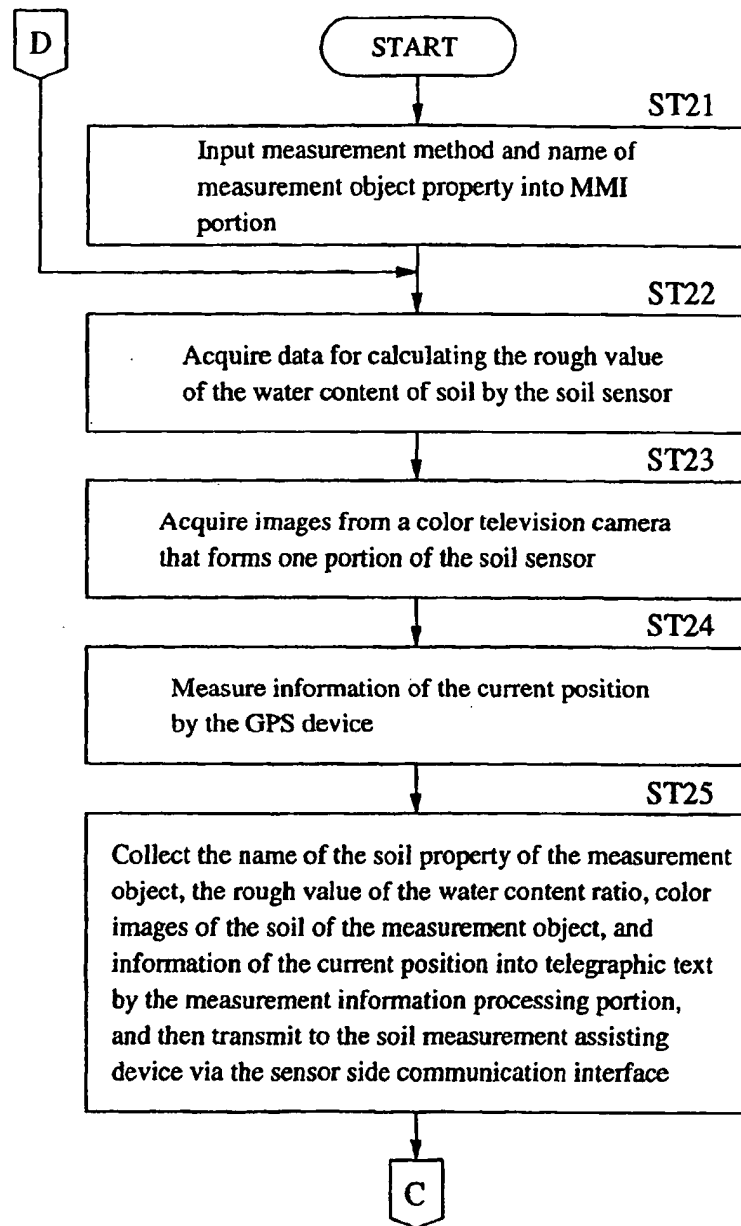 D
START
ST21
Input measurement method and name of
measurement object property into MMI
portion
ST22
Acquire data for calculating the rough value
of the water content of soil by the soil sensor
ST23
Acquire images from a color television camera
that forms one portion of the soil sensor
ST24
Measure information of the current position
by the GPS device
ST25
Collect the name of the soil property of the measurement
object, the rough value of the water content ratio, color
images of the soil of the measurement object, and
information of the current position into telegraphic text
by the measurement information processing portion,
and then transmit to the soil measurement assisting
device via the sensor side communication interface
C